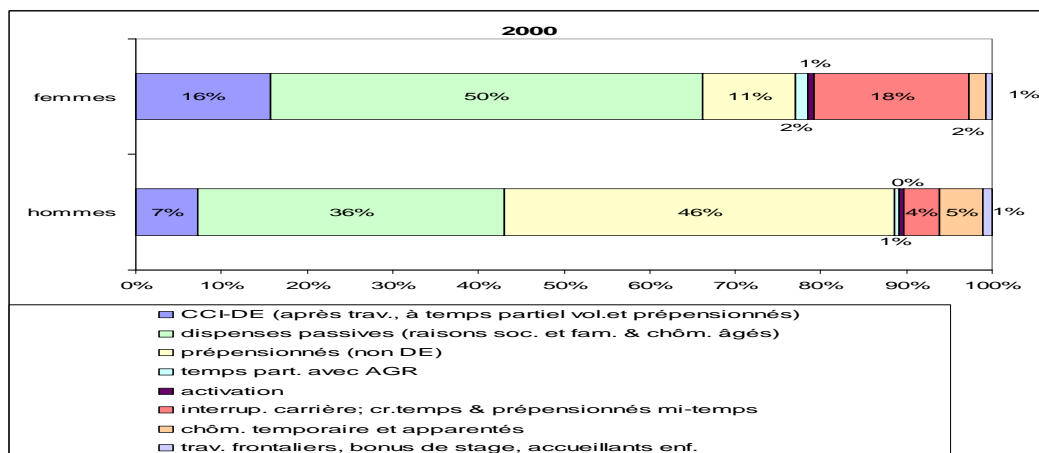 2000
1%
femmes
16%
50%
11%
18%
1%
2%
2%
0%
hommes
7%
36%
46%
4%
5%
1%
1%
0%
10%
20%
30%
40%
50%
60%
70%
80%
90%
100%
CCI-DE (après trav., à temps partiel vol.et prépensionnés)
dispenses passives (raisons soc. et fam. & chôm. âgés)
prépensionnés (non DE)
temps part. avec AGR
activation
interrup. carrière; cr.temps & prépensionnés mi-temps
chôm. temporaire et apparentés
trav. frontaliers, bonus de stage, accueillants enf.